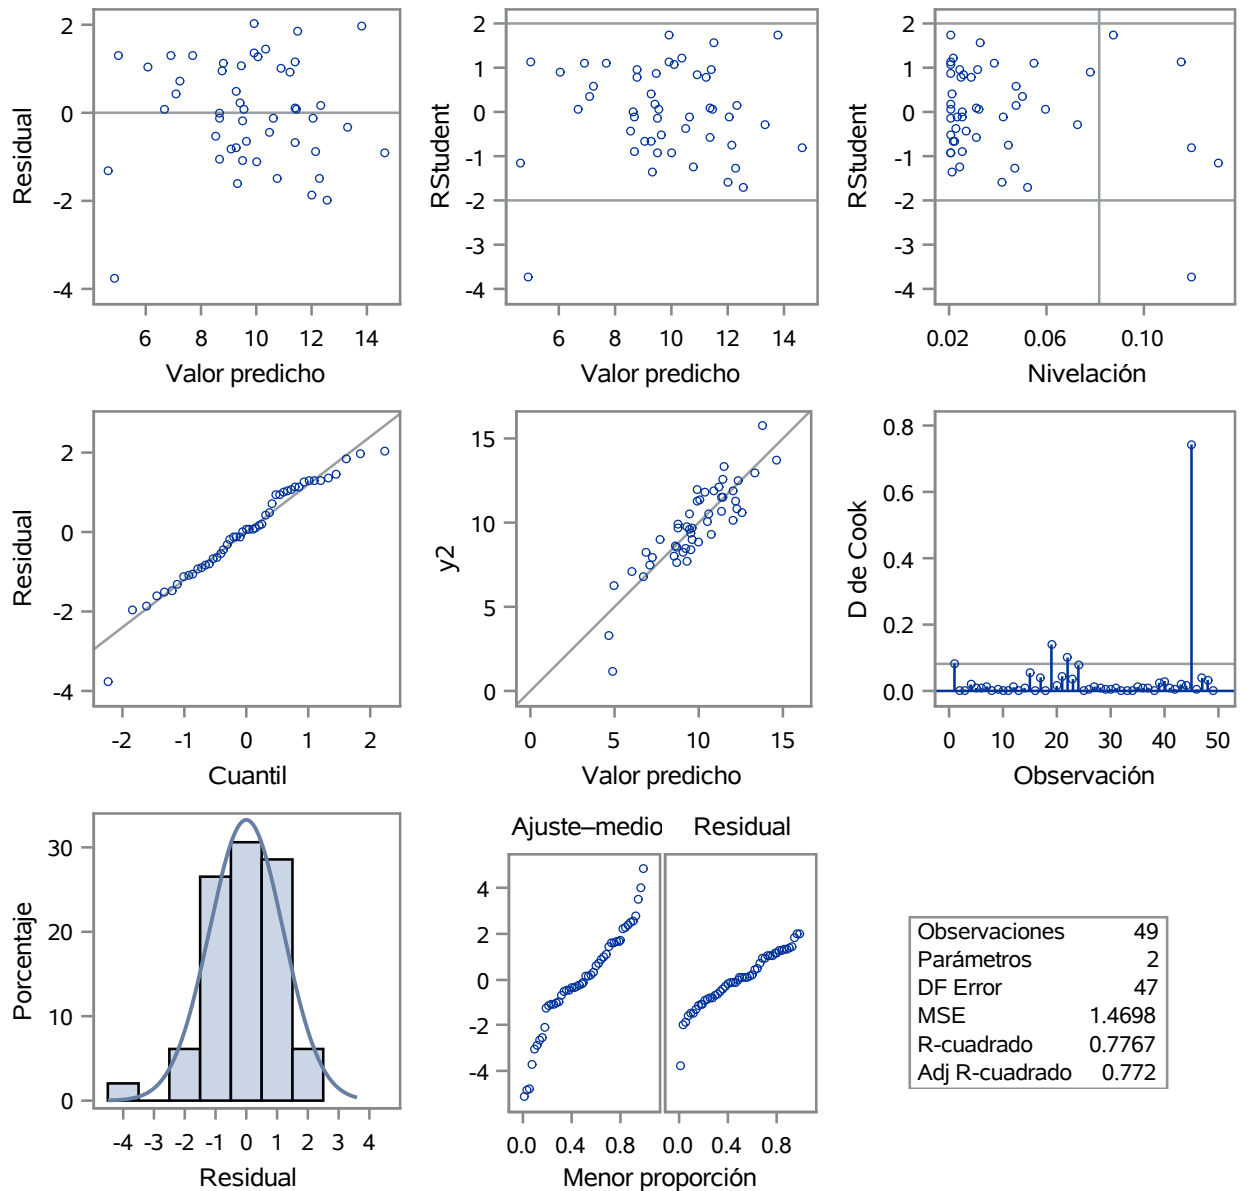 2
0
-2
-4
Residual
6 8 10 12 14
Valor predicho
2
1
0
-1
-2
-3
-4
RStudent
6 8 10 12 14
Valor predicho
2
1
0
-1
-2
-3
-4
RStudent
0.02 0.06 0.10
Nivelación
2
0
-2
-4
Residual
-2 -1 0 1 2
Cuantil
15
10
5
0
y2
0 5 10 15
Valor predicho
0.8
0.6
0.4
0.2
0.0
D de Cook
0 10 20 30 40 50
Observación
30
20
10
0
Porcentaje
-4 -3 -2 -1 0 1 2 3 4
Residual
Ajuste–medio Residual
4
2
0
-2
-4
0.0 0.4 0.8 0.0 0.4 0.8
Menor proporción
Observaciones 49
Parámetros 2
DF Error 47
MSE 1.4698
R-cuadrado 0.7767
Adj R-cuadrado 0.772